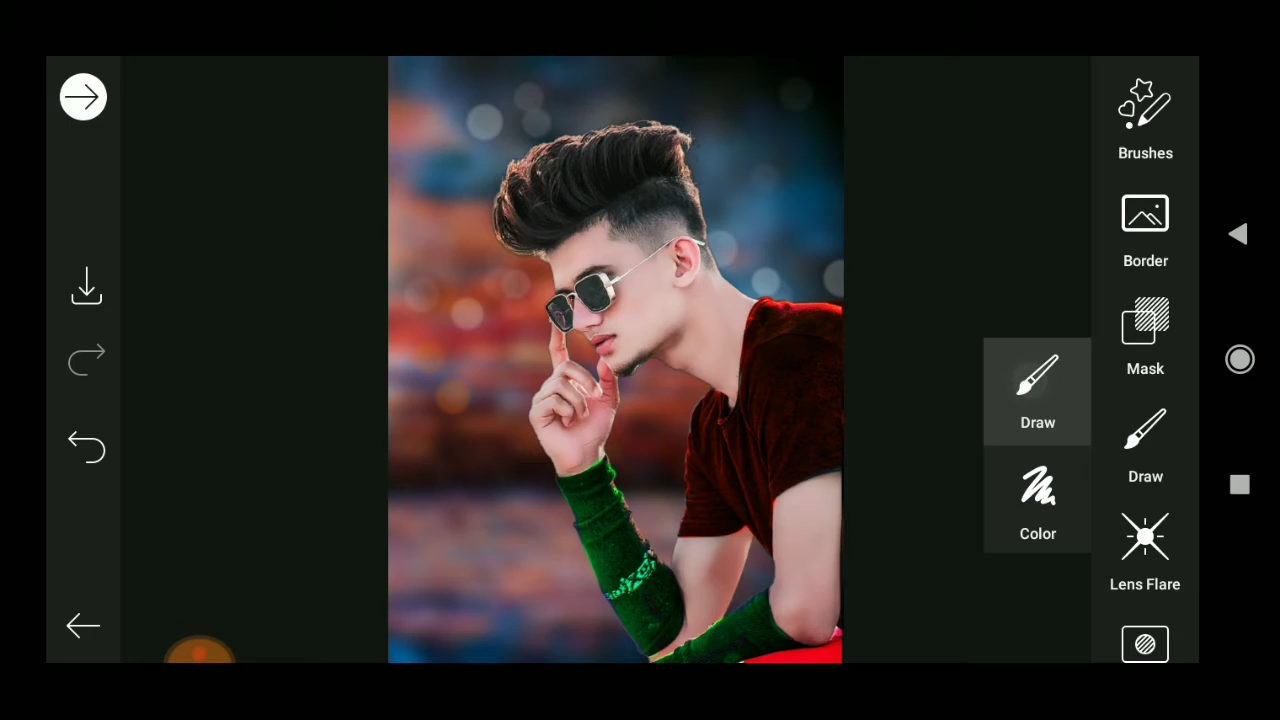 Brushes
Border
Mask
Draw
Draw
Color
Lens Flare